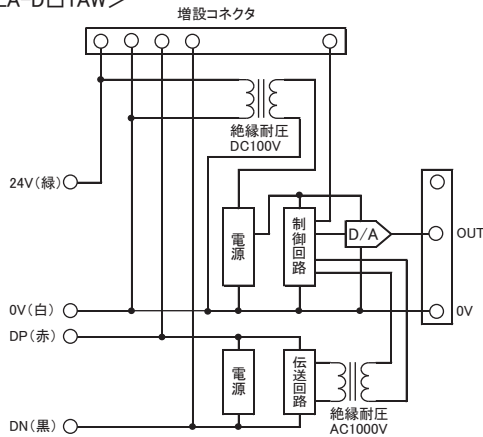 ZA-D□1AW>
増設コネクタ
絶縁耐圧
DC100V
24V(緑)
電源
制御回路
D/A
OUT
0V(白)
0V
DP(赤)
電源
伝送回路
絶縁耐圧
AC1000V
DN(黒)